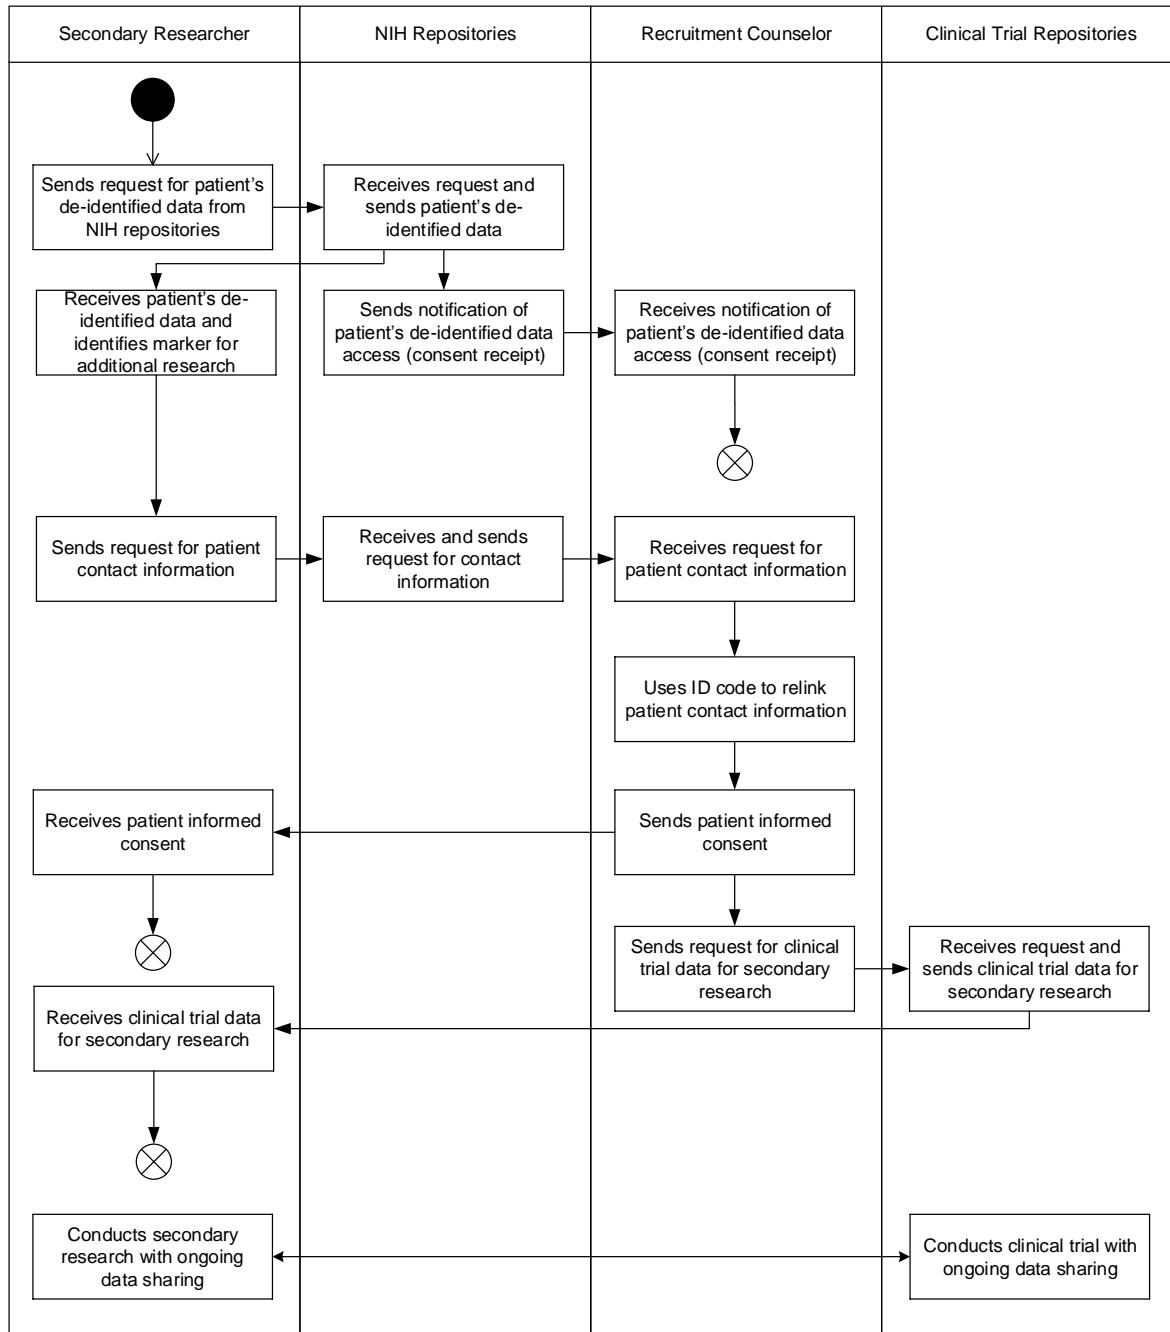 Secondary Researcher
NIH Repositories
Recruitment Counselor
Clinical Trial Repositories
Sends request for patient's
de-identified data from
NIH repositories
Receives request and
sends patient's de-
identified data
Receives patient's de-
identified data and
identifies marker for
additional research
Sends notification of
patient's de-identified data
access (consent receipt)
Receives notification of
patient's de-identified data
access (consent receipt)
Sends request for patient
contact information
Receives and sends
request for contact
information
Receives request for
patient contact information
Uses ID code to relink
patient contact information
Receives patient informed
consent
Sends patient informed
consent
Sends request for clinical
trial data for secondary
research
Receives request and
sends clinical trial data for
secondary research
Receives clinical trial data
for secondary research
Conducts secondary
research with ongoing
data sharing
Conducts clinical trial with
ongoing data sharing